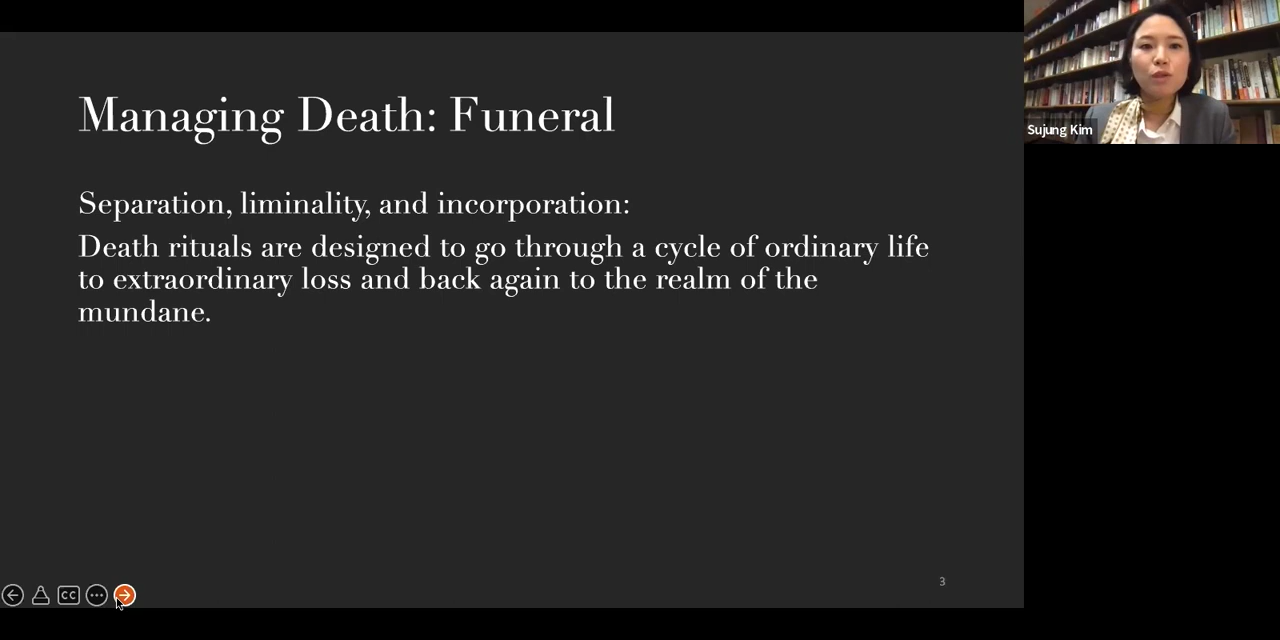 Managing Death: Funeral
Separation, liminality, and incorporation:
Death rituals are designed to go through a cycle of ordinary life
to extraordinary loss and back again to the realm of the
mundane.
3
CC
Sujung Kim